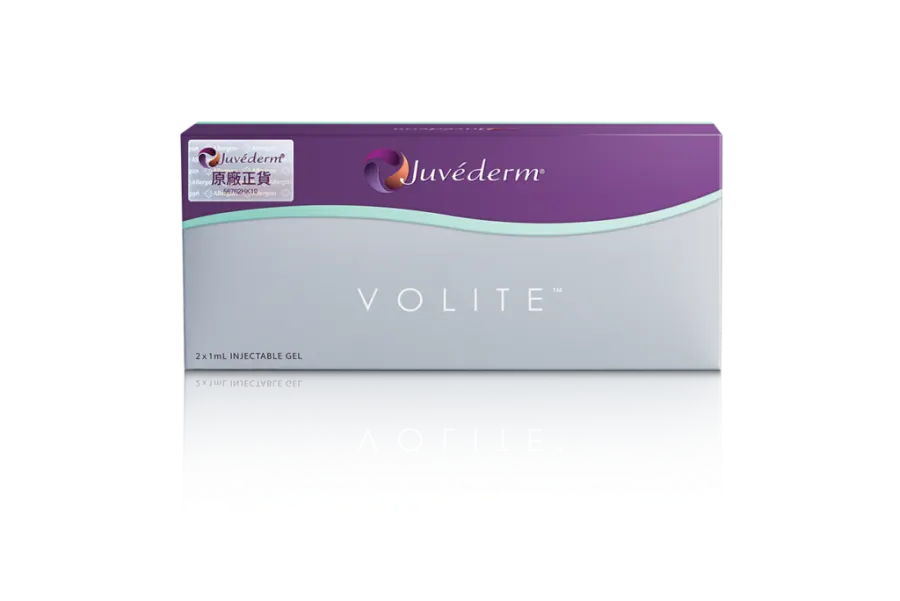 Juvéderm®
原廠正貨
Juvéderm®
VOLITE™
2 x 1mL INJECTABLE GEL